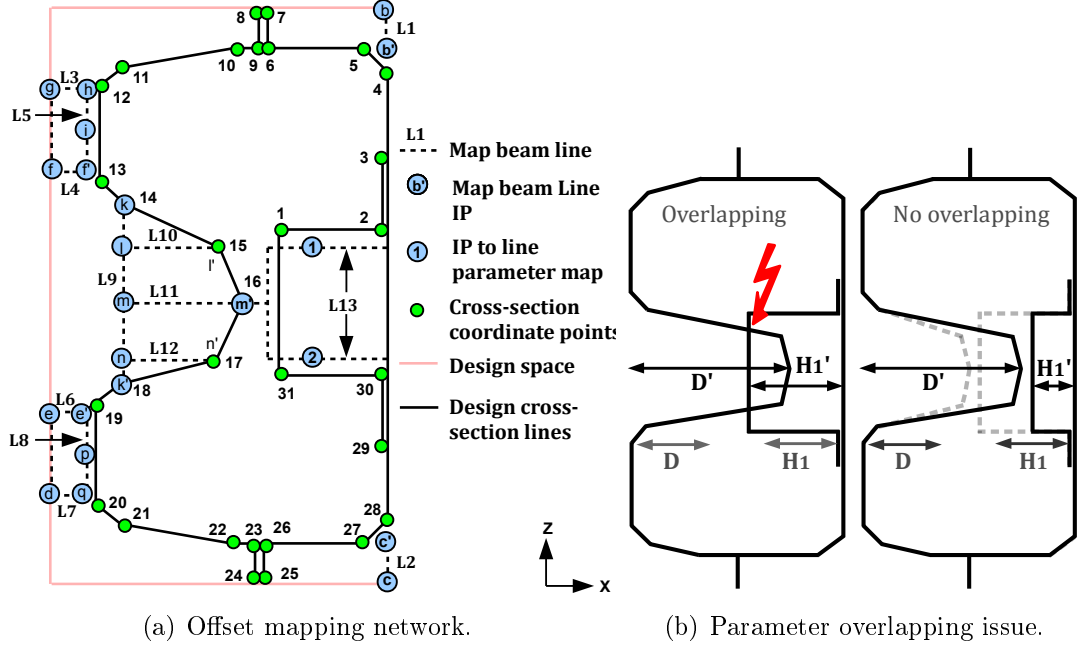 8 7 b
L1
10 9 6 5 b'
11 4
g L3 h 12
L5 i
f f' 13
L4
3
14
k
1 2
l L10 15 1
l'
L9 16
m L11 m' L13
n'
n L12 17 2
k' 18
31 30
L6
e e' 19
L8 p
29
d q
L7
20 21
28
22 23 26 27
c'
24 25 L2
c
L1
Map beam line
b' Map beam Line
IP
1 IP to line
parameter map
Cross-section
coordinate points
Design space
Design cross-
section lines
Z
X
(a) Offset mapping network.
Overlapping
D' H1'
D H1
No overlapping
D' H1'
D H1
(b) Parameter overlapping issue.